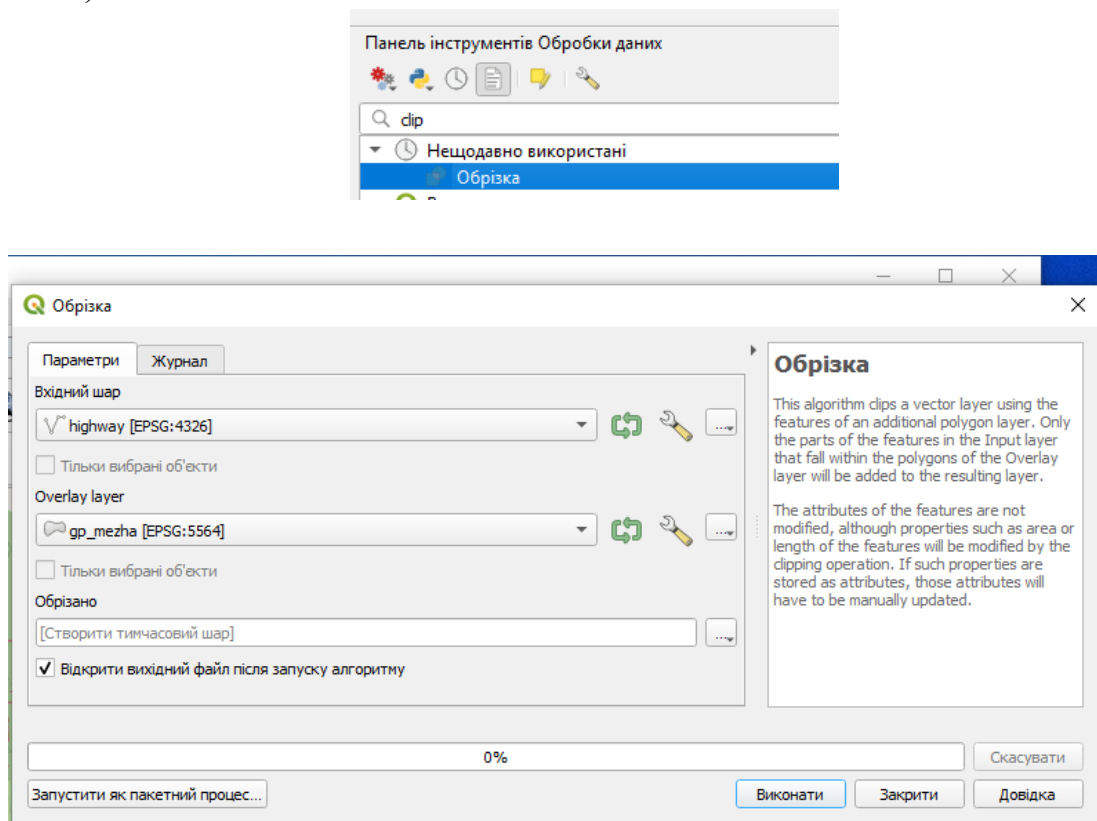 Панель інструментів Обробки даних
clip
Нещодавно використані
Обрізка
Обрізка
Параметри
Журнал
Вхідний шар
highway [EPSG:4326]
Тільки вибрані об'єкти
Overlay layer
gp_mezha [EPSG:5564]
Тільки вибрані об'єкти
Обрізано
[Створити тимчасовий шар]
Відкрити вихідний файл після запуску алгоритму
Обрізка
This algorithm clips a vector layer using the
features of an additional polygon layer. Only
the parts of the features in the Input layer
that fall within the polygons of the Overlay
layer will be added to the resulting layer.
The attributes of the features are not
modified, although properties such as area or
length of the features will be modified by the
clipping operation. If such properties are
stored as attributes, those attributes will
have to be manually updated.
0%
Скасувати
Запустити як пакетний процес...
Виконати
Закрити
Довідка